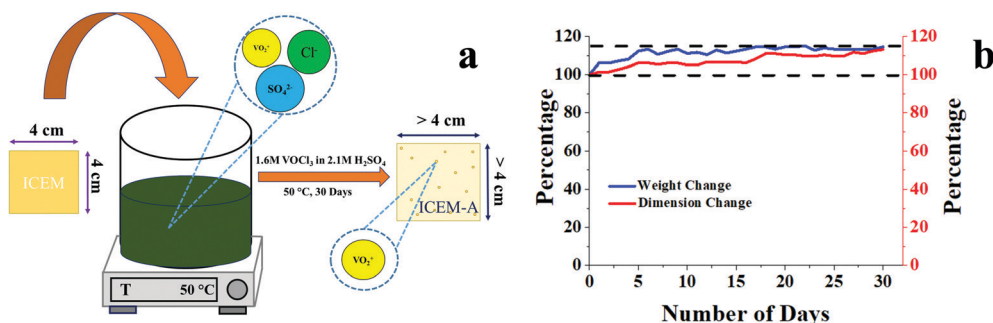 a
4 cm
ICEM
4 cm
VO₂⁺
Cl⁻
SO₄²⁻
1.6M VOCl₃ in 2.1M H₂SO₄
50 °C, 30 Days
> 4 cm
ICEM-A
> 4 cm
VO₂⁺
T 50 °C
b
Percentage
120
100
80
60
40
20
0
Weight Change
Dimension Change
0 5 10 15 20 25 30
Number of Days
120
100
80
60
40
20
0
Percentage